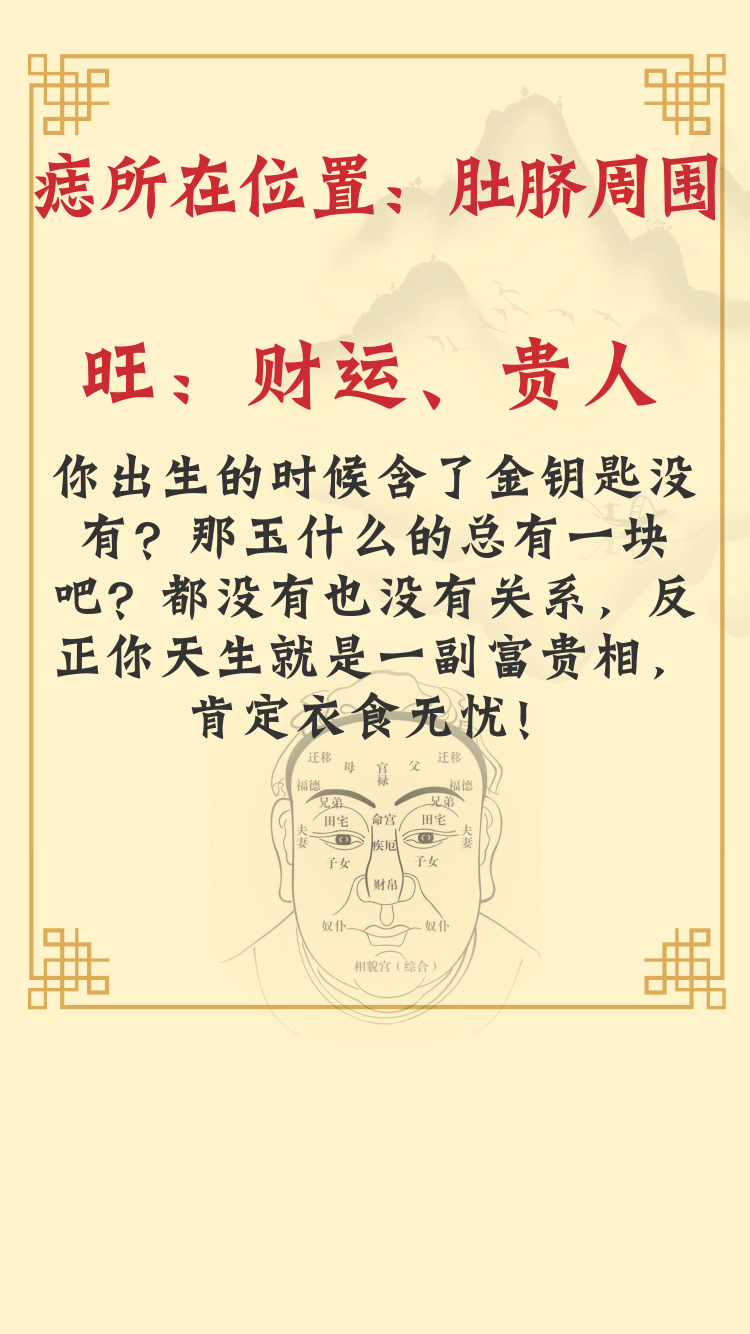 痣所在位置：肚脐周围
旺：财运、贵人
你出生的时候含了金钥匙没
有？那玉什么的总有一块
吧？都没有也没有关系，反
正你天生就是一副富贵相，
肯定衣食无忧！
迁移 母 官禄 父 迁移
福德 福德
兄弟 兄弟
田宅 命宫 田宅
夫妻 疾厄 夫妻
子女 子女
财帛
奴仆 奴仆
相貌宫（综合）